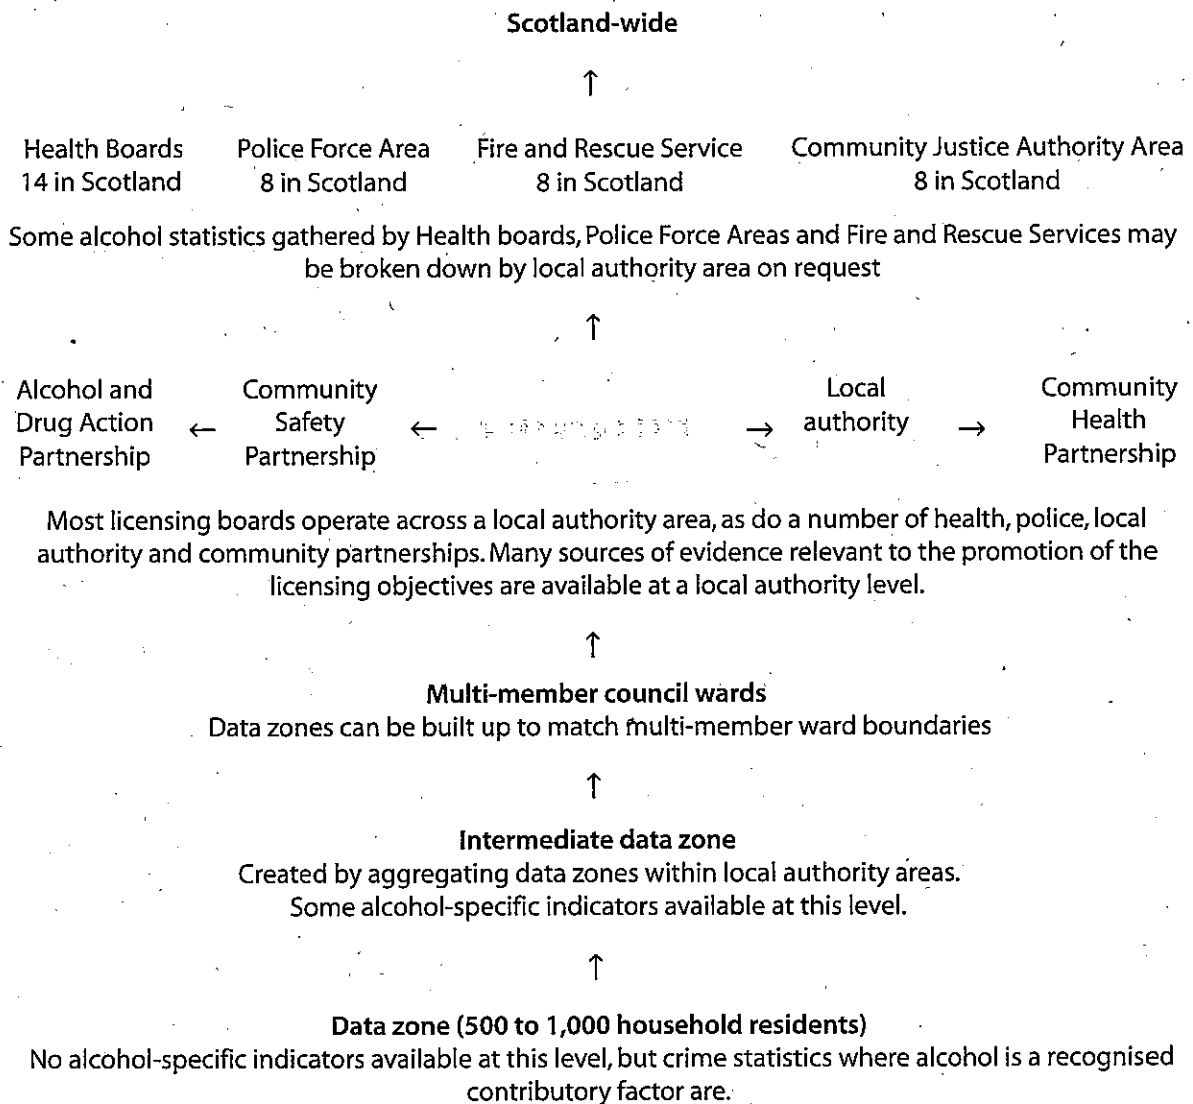 Scotland-wide
↑
Health Boards Police Force Area Fire and Rescue Service Community Justice Authority Area
14 in Scotland 8 in Scotland 8 in Scotland 8 in Scotland
Some alcohol statistics gathered by Health boards, Police Force Areas and Fire and Rescue Services may
be broken down by local authority area on request
↑
Alcohol and
Drug Action
Partnership
←
Community
Safety
Partnership
←
→
Local
authority
→
Community
Health
Partnership
Most licensing boards operate across a local authority area, as do a number of health, police, local
authority and community partnerships. Many sources of evidence relevant to the promotion of the
licensing objectives are available at a local authority level.
↑
Multi-member council wards
Data zones can be built up to match multi-member ward boundaries
↑
Intermediate data zone
Created by aggregating data zones within local authority areas.
Some alcohol-specific indicators available at this level.
↑
Data zone (500 to 1,000 household residents)
No alcohol-specific indicators available at this level, but crime statistics where alcohol is a recognised
contributory factor are.